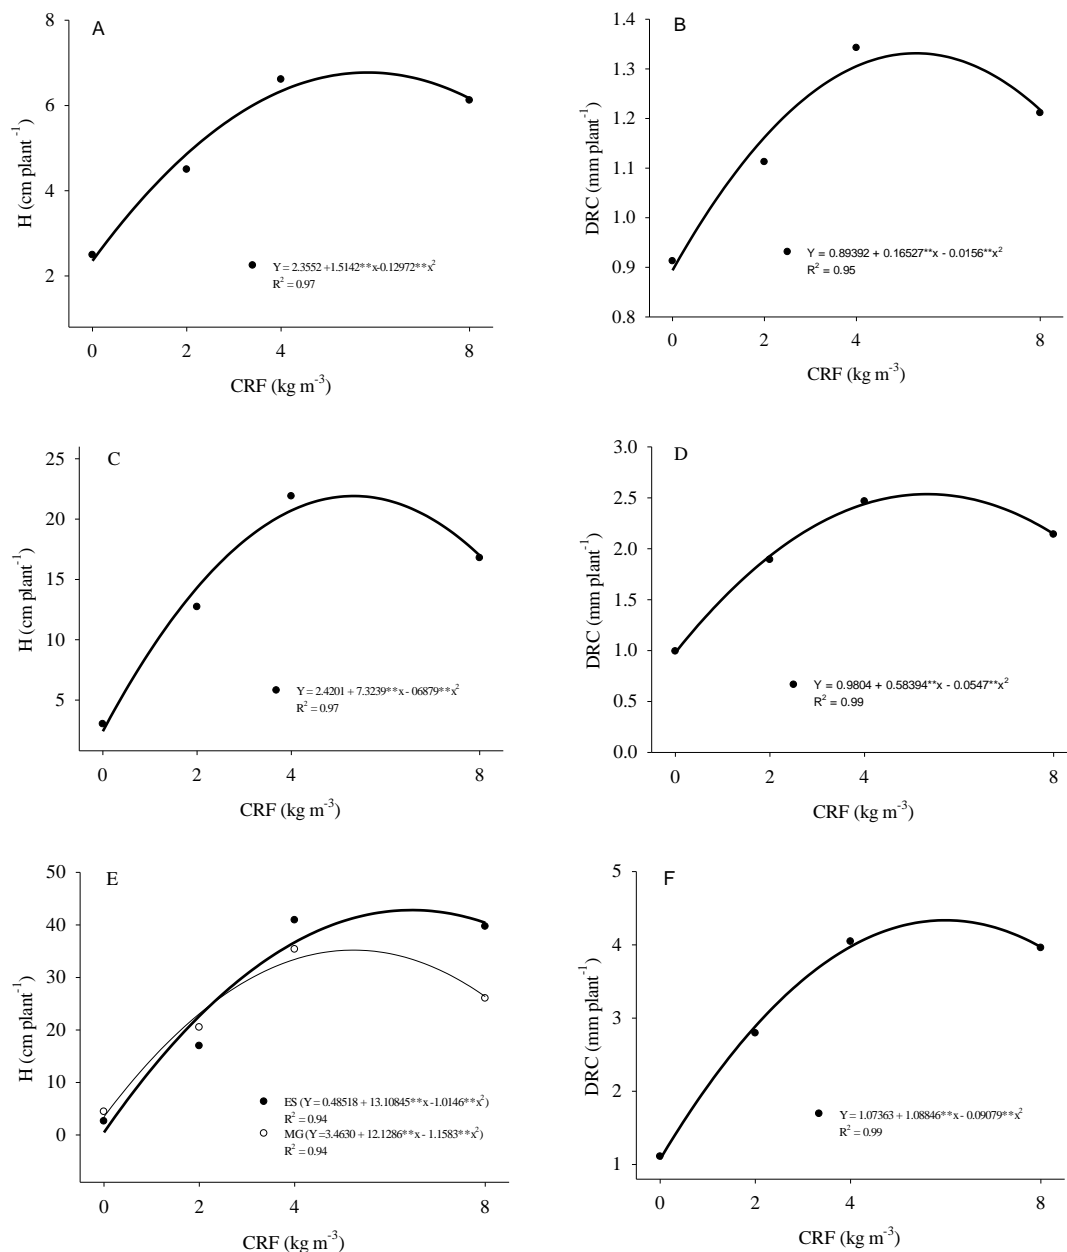 A
8
6
4
2
H (cm plant⁻¹)
Y = 2.3552 +1.5142**x-0.12972**x²
R² = 0.97
0 2 4 8
CRF (kg m⁻³)
B
1.4
1.3
1.2
1.1
1.0
0.9
0.8
DRC (mm plant⁻¹)
Y = 0.89392 + 0.16527**x - 0.0156**x²
R² = 0.95
0 2 4 8
CRF (kg m⁻³)
C
25
20
15
10
5
H (cm plant⁻¹)
Y = 2.4201 + 7.3239**x - 06879**x²
R² = 0.97
0 2 4 8
CRF (kg m⁻³)
D
3.0
2.5
2.0
1.5
1.0
0.5
0.0
DRC (mm plant⁻¹)
Y = 0.9804 + 0.58394**x - 0.0547**x²
R² = 0.99
0 2 4 8
CRF (kg m⁻³)
E
50
40
30
20
10
0
H (cm plant⁻¹)
ES (Y = 0.48518 + 13.10845**x -1.0146**x²)
R² = 0.94
MG (Y=3.4630 + 12.1286**x - 1.1583**x²)
R² = 0.94
0 2 4 8
CRF (kg m⁻³)
F
5
4
3
2
1
DRC (mm plant⁻¹)
Y = 1.07363 + 1.08846**x - 0.09079**x²
R² = 0.99
0 2 4 8
CRF (kg m⁻³)